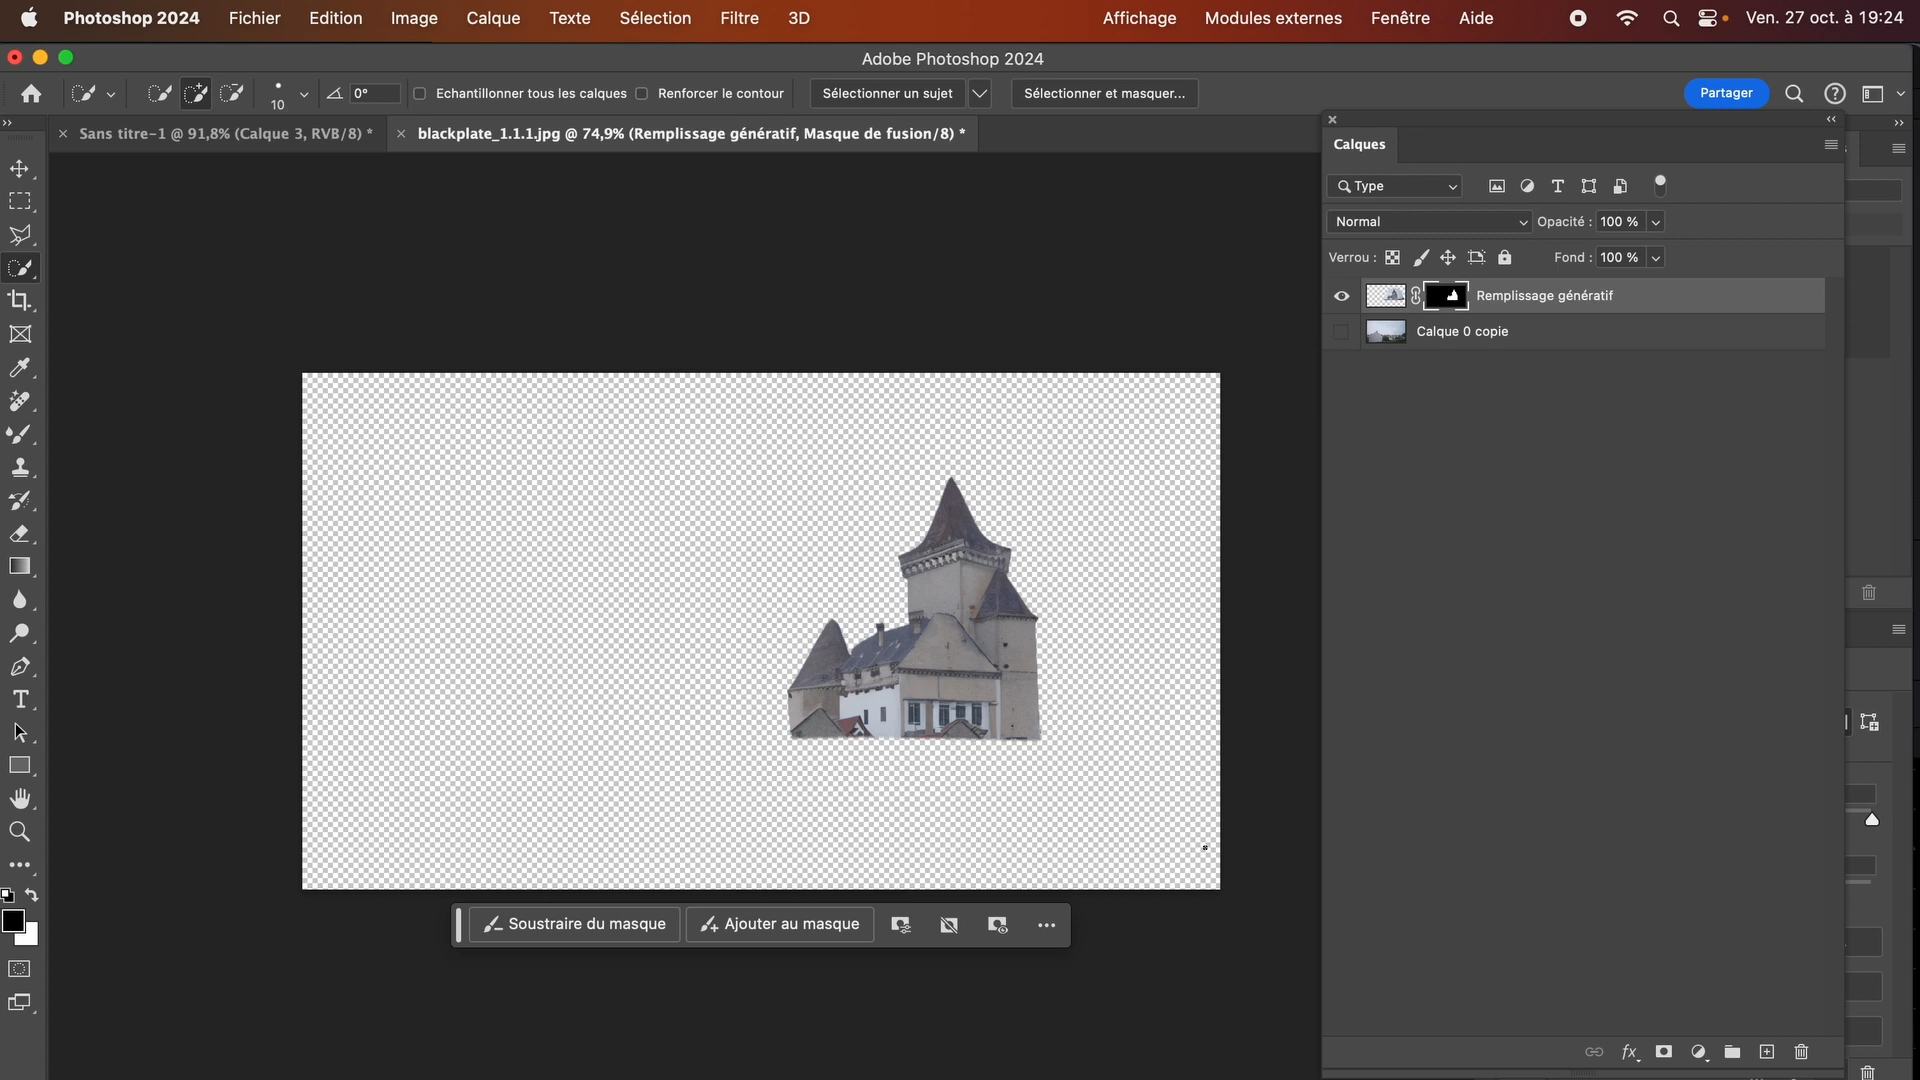 Photoshop 2024 Fichier Edition Image Calque Texte Sélection Filtre 3D Affichage Modules externes Fenêtre Aide Ven. 27 oct. à 19:24
Adobe Photoshop 2024
10 0° Echantillonner tous les calques Renforcer le contour Sélectionner un sujet Sélectionner et masquer... Partager
Sans titre-1 @ 91,8% (Calque 3, RVB/8) * blackplate_1.1.1.jpg @ 74,9% (Remplissage génératif, Masque de fusion/8) *
Calques
Type
Normal Opacité : 100 %
Verrou : Fond : 100 %
Remplissage génératif
Calque 0 copie
Soustraire du masque Ajouter au masque